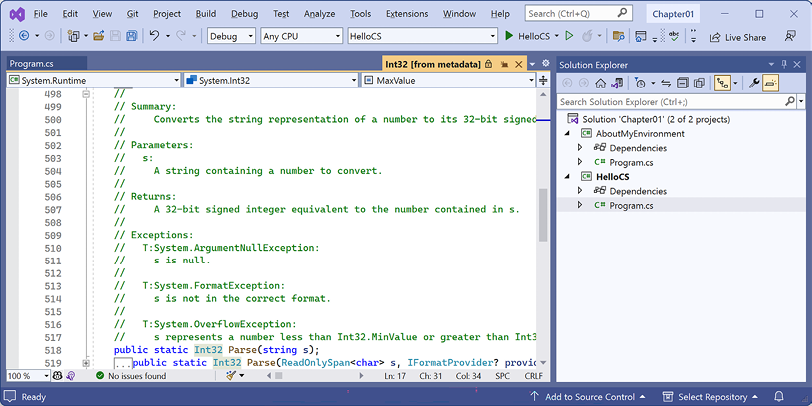 File Edit View Git Project Build Debug Test Analyze Tools Extensions Window Help Search (Ctrl+Q) Chapter01
Debug Any CPU HelloCS HelloCS Live Share
Program.cs Int32 [from metadata]
System.Runtime System.Int32 MaxValue
498 //
499 // Summary:
500 // Converts the string representation of a number to its 32-bit signed
501 //
502 // Parameters:
503 // s:
504 // A string containing a number to convert.
505 //
506 // Returns:
507 // A 32-bit signed integer equivalent to the number contained in s.
508 //
509 // Exceptions:
510 // T:System.ArgumentNullException:
511 // s is null.
512 //
513 // T:System.FormatException:
514 // s is not in the correct format.
515 //
516 // T:System.OverflowException:
517 // s represents a number less than Int32.MinValue or greater than Int3
518 public static Int32 Parse(string s);
519 ...public static Int32 Parse(ReadOnlySpan<char> s, IFormatProvider? provid
100 % No issues found Ln: 17 Ch: 31 Col: 34 SPC CRLF
Solution Explorer
Search Solution Explorer (Ctrl+;)
Solution 'Chapter01' (2 of 2 projects)
AboutMyEnvironment
Dependencies
C# Program.cs
HelloCS
Dependencies
C# Program.cs
Ready Add to Source Control Select Repository